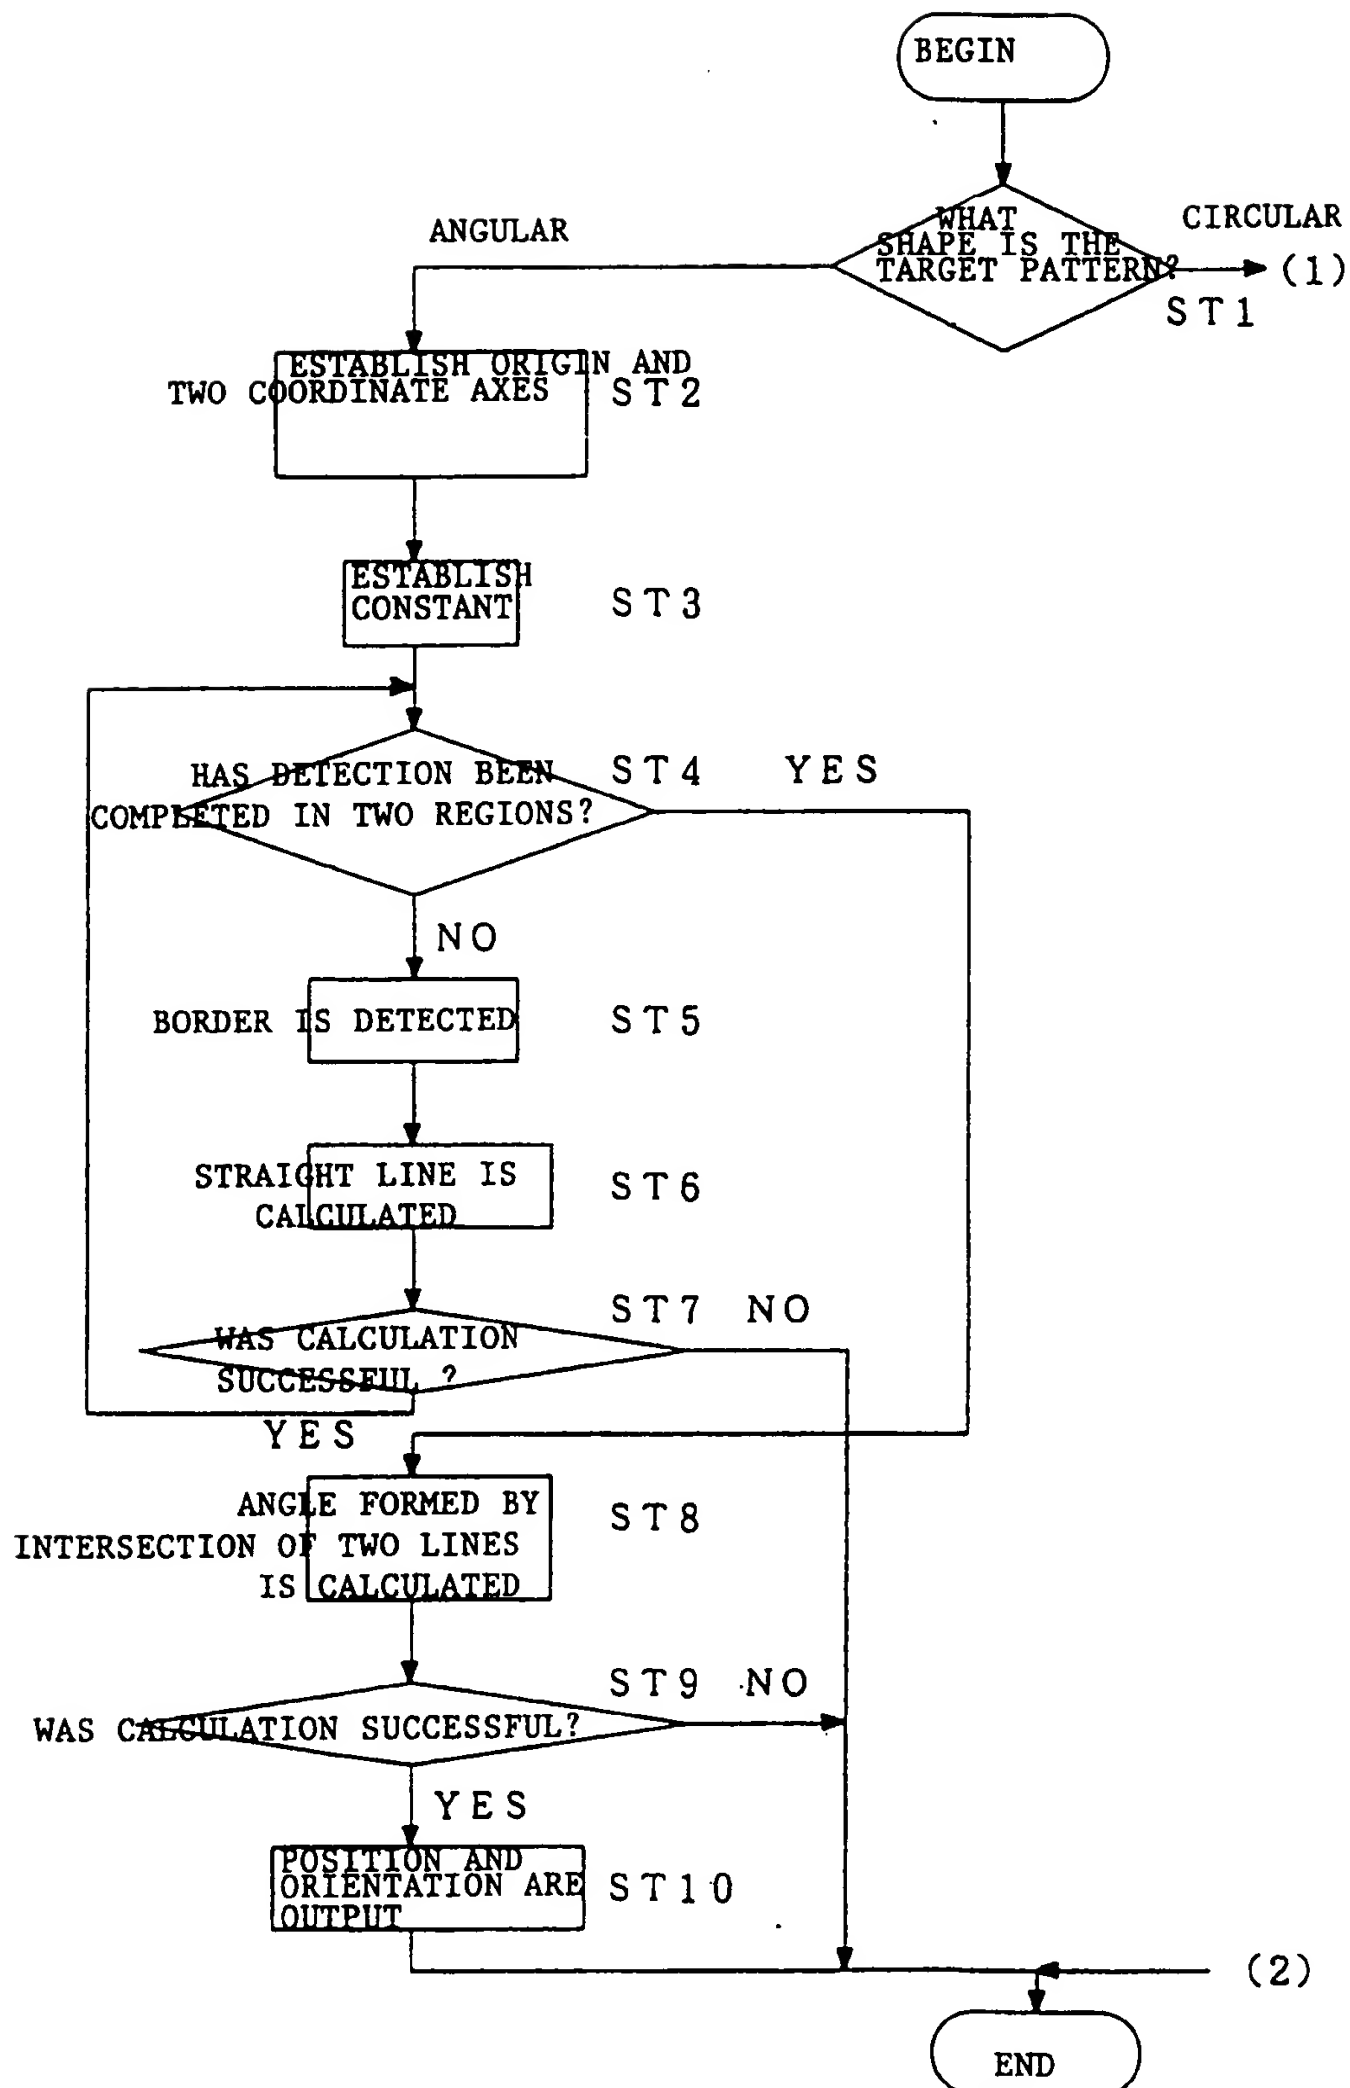 BEGIN
WHAT
SHAPE IS THE
TARGET PATTERN?
ANGULAR
CIRCULAR
(1)
ST1
ESTABLISH ORIGIN AND
TWO COORDINATE AXES
ST2
ESTABLISH
CONSTANT
ST3
HAS DETECTION BEEN
COMPLETED IN TWO REGIONS?
ST4 YES
NO
BORDER IS DETECTED
ST5
STRAIGHT LINE IS
CALCULATED
ST6
ST7 NO
WAS CALCULATION
SUCCESSFUL ?
YES
ANGLE FORMED BY
INTERSECTION OF TWO LINES
IS CALCULATED
ST8
ST9 NO
WAS CALCULATION SUCCESSFUL?
YES
POSITION AND
ORIENTATION ARE
OUTPUT
ST10
(2)
END